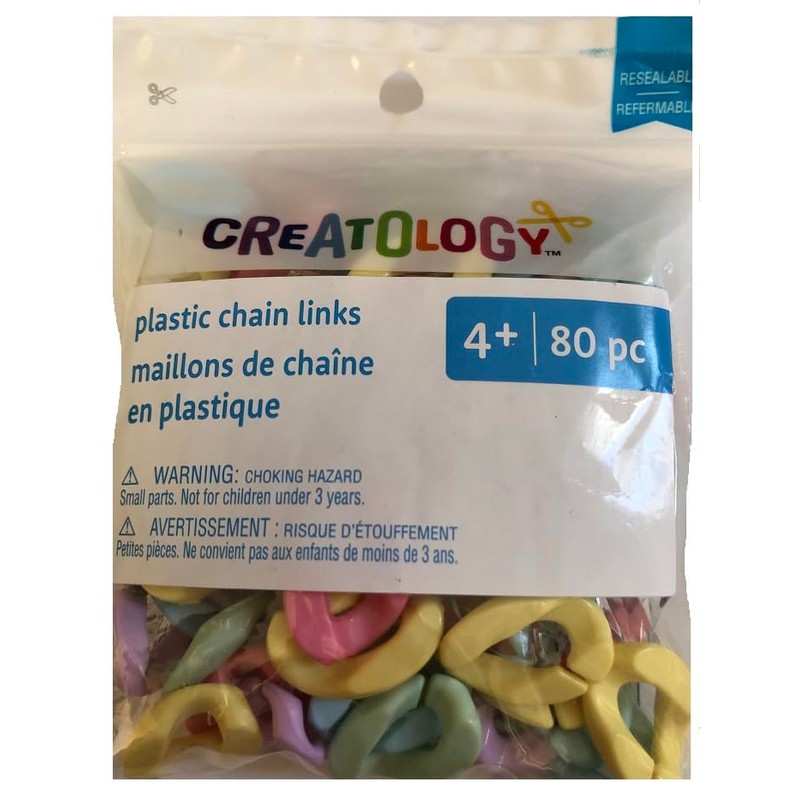 RESEALABL
REFERMABL
CREATOLOGY™
plastic chain links
maillons de chaîne
en plastique
4+ | 80 pc
⚠ WARNING: CHOKING HAZARD
Small parts. Not for children under 3 years.
⚠ AVERTISSEMENT : RISQUE D'ÉTOUFFEMENT
Petites pièces. Ne convient pas aux enfants de moins de 3 ans.